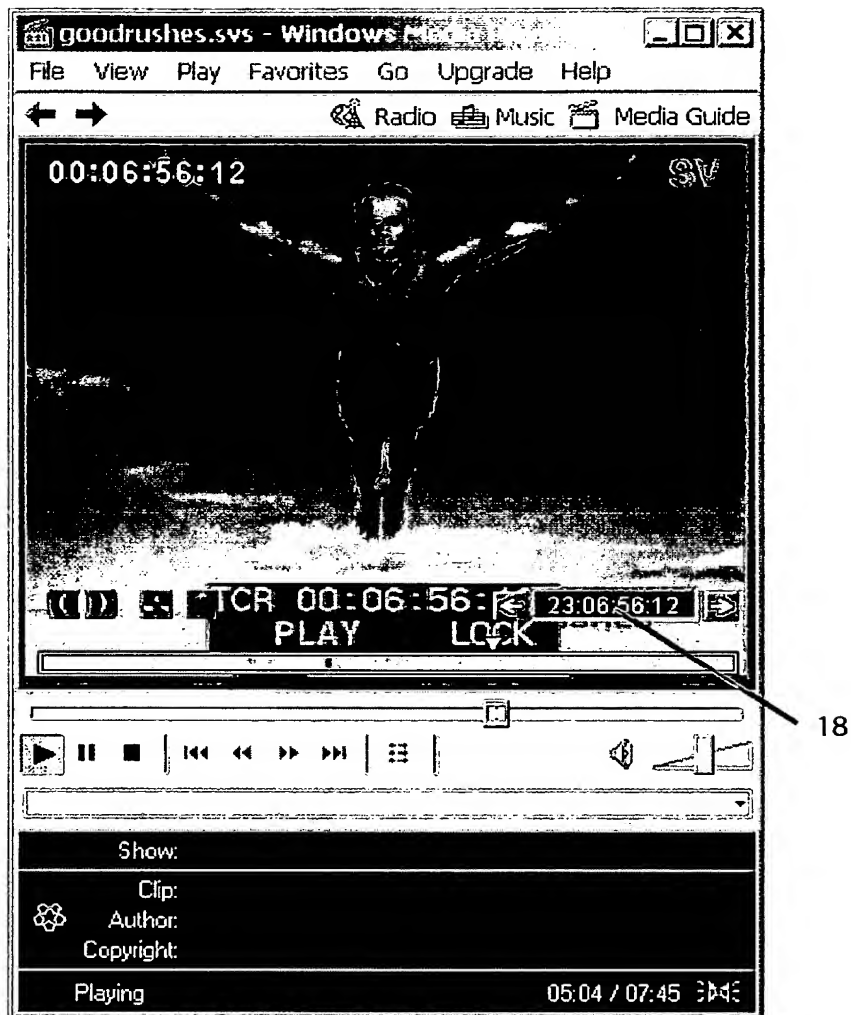 goodrushes.svs - Windows
File View Play Favorites Go Upgrade Help
Radio Music Media Guide
00:06:56:12 SV
TCR 00:06:56: 23:06:56:12
PLAY LOCK
18
Show:
Clip:
Author:
Copyright:
Playing 05:04 / 07:45